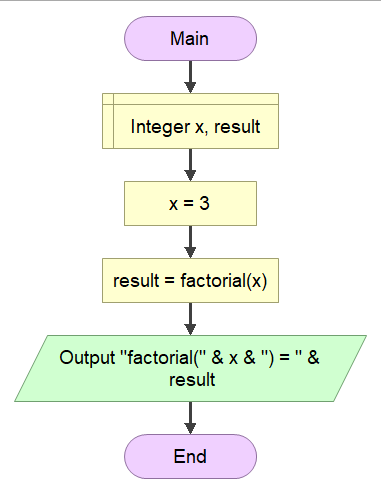 Main
Integer x, result
x = 3
result = factorial(x)
Output "factorial(" & x & ") = " &
result
End